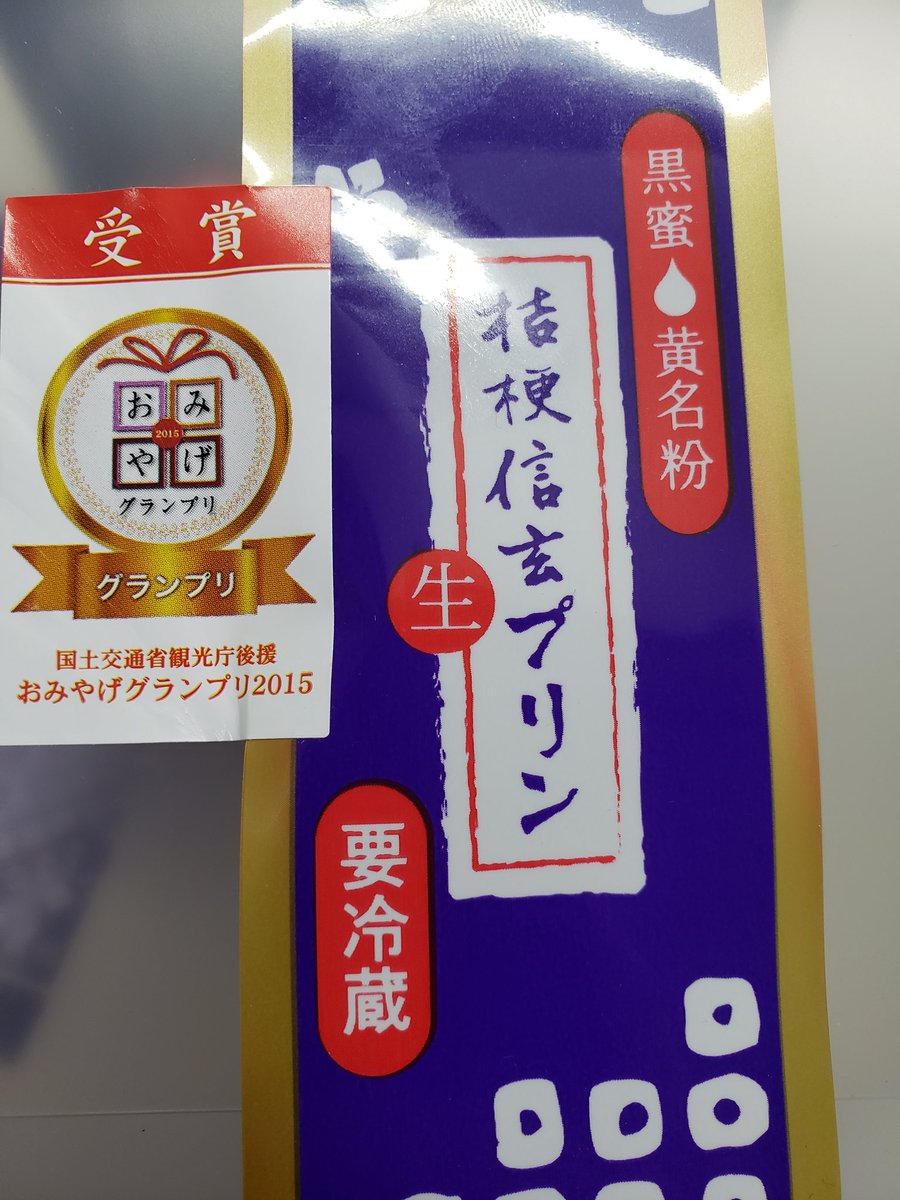 受賞
おみ
2015
やげ
グランプリ
グランプリ
国土交通省観光庁後援
おみやげグランプリ2015
黒蜜
黄名粉
桔梗信玄プリン
生
要冷蔵